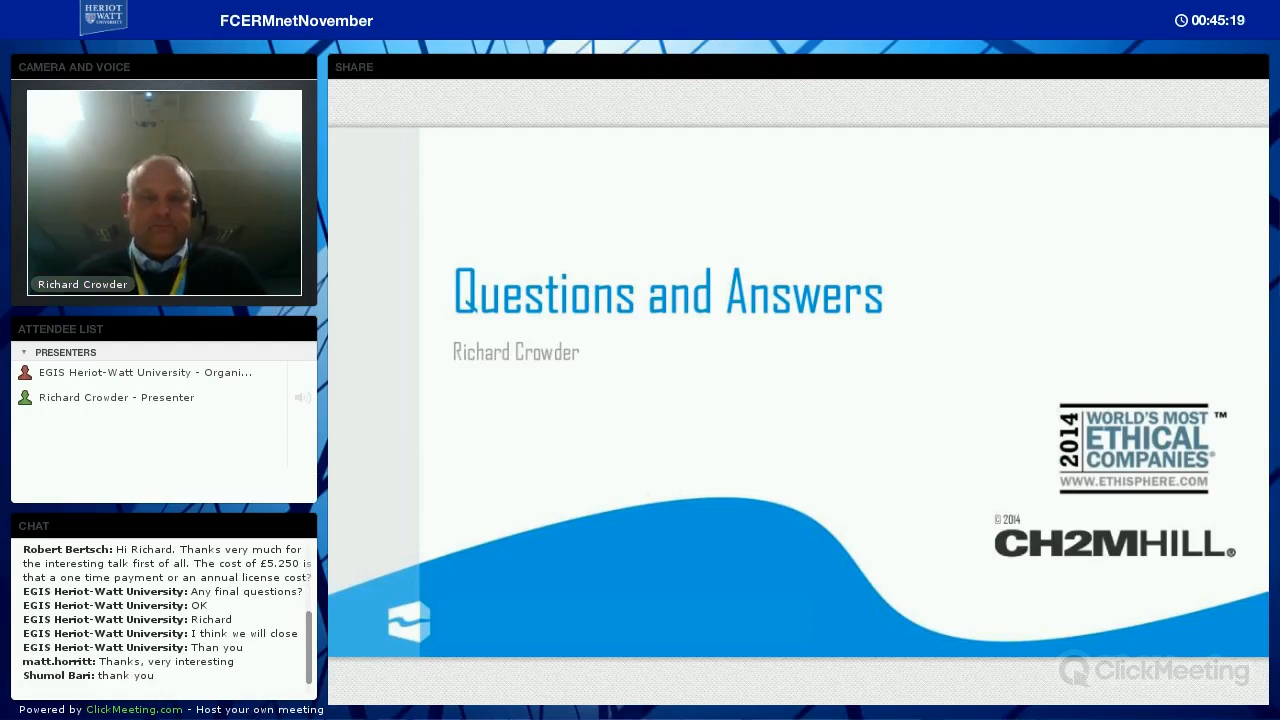 HERIOT
WATT
UNIVERSITY
FCERMnetNovember
00:45:19
CAMERA AND VOICE
Richard Crowder
ATTENDEE LIST
PRESENTERS
EGIS Heriot-Watt University - Organi...
Richard Crowder - Presenter
CHAT
Robert Bertsch: Hi Richard. Thanks very much for
the interesting talk first of all. The cost of £5.250 is
that a one time payment or an annual license cost?
EGIS Heriot-Watt University: Any final questions?
EGIS Heriot-Watt University: OK
EGIS Heriot-Watt University: Richard
EGIS Heriot-Watt University: I think we will close
EGIS Heriot-Watt University: Than you
matt.horritt: Thanks, very interesting
Shumol Bari: thank you
Powered by ClickMeeting.com - Host your own meeting
SHARE
Questions and Answers
Richard Crowder
2014
WORLD'S MOST ™
ETHICAL
COMPANIES®
WWW.ETHISPHERE.COM
© 2014
CH2MHILL®
ClickMeeting